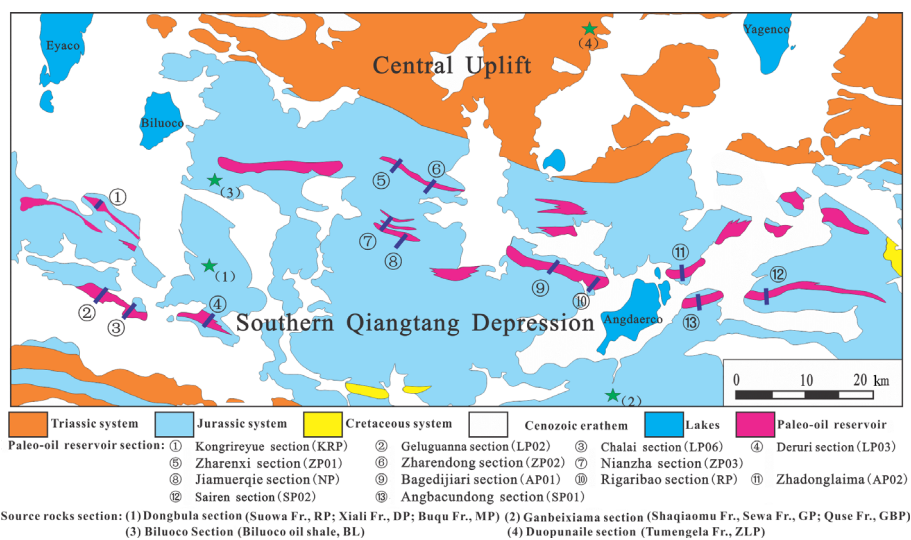 Eyaco
Yagenco
(4)
Central Uplift
Biluoco
⑤
⑥
(3)
①
⑦
⑧
(1)
⑪
⑨
⑩
⑫
②
③
④
Southern Qiangtang Depression
Angdaerco
⑬
(2)
0 10 20 km
Triassic system Jurassic system Cretaceous system Cenozoic erathem Lakes Paleo-oil reservoir
Paleo-oil reservoir section: ① Kongrireyue section(KRP) ② Geluguanna section(LP02) ③ Chalai section(LP06) ④ Deruri section(LP03)
⑤ Zharenxi section(ZP01) ⑥ Zharendong section(ZP02) ⑦ Nianzha section(ZP03)
⑧ Jiamuerqie section(NP) ⑨ Bagedijiari section(AP01) ⑩ Rigaribao section(RP) ⑪ Zhadonglaima(AP02)
⑫ Sairen section(SP02) ⑬ Angbacundong section(SP01)
Source rocks section: (1) Dongbula section (Suowa Fr., RP; Xiali Fr., DP; Buqu Fr., MP) (2) Ganbeixiama section (Shaqiaomu Fr., Sewa Fr., GP; Quse Fr., GBP)
(3) Biluoco Section (Biluoco oil shale, BL) (4) Duopunaile section (Tumengela Fr., ZLP)